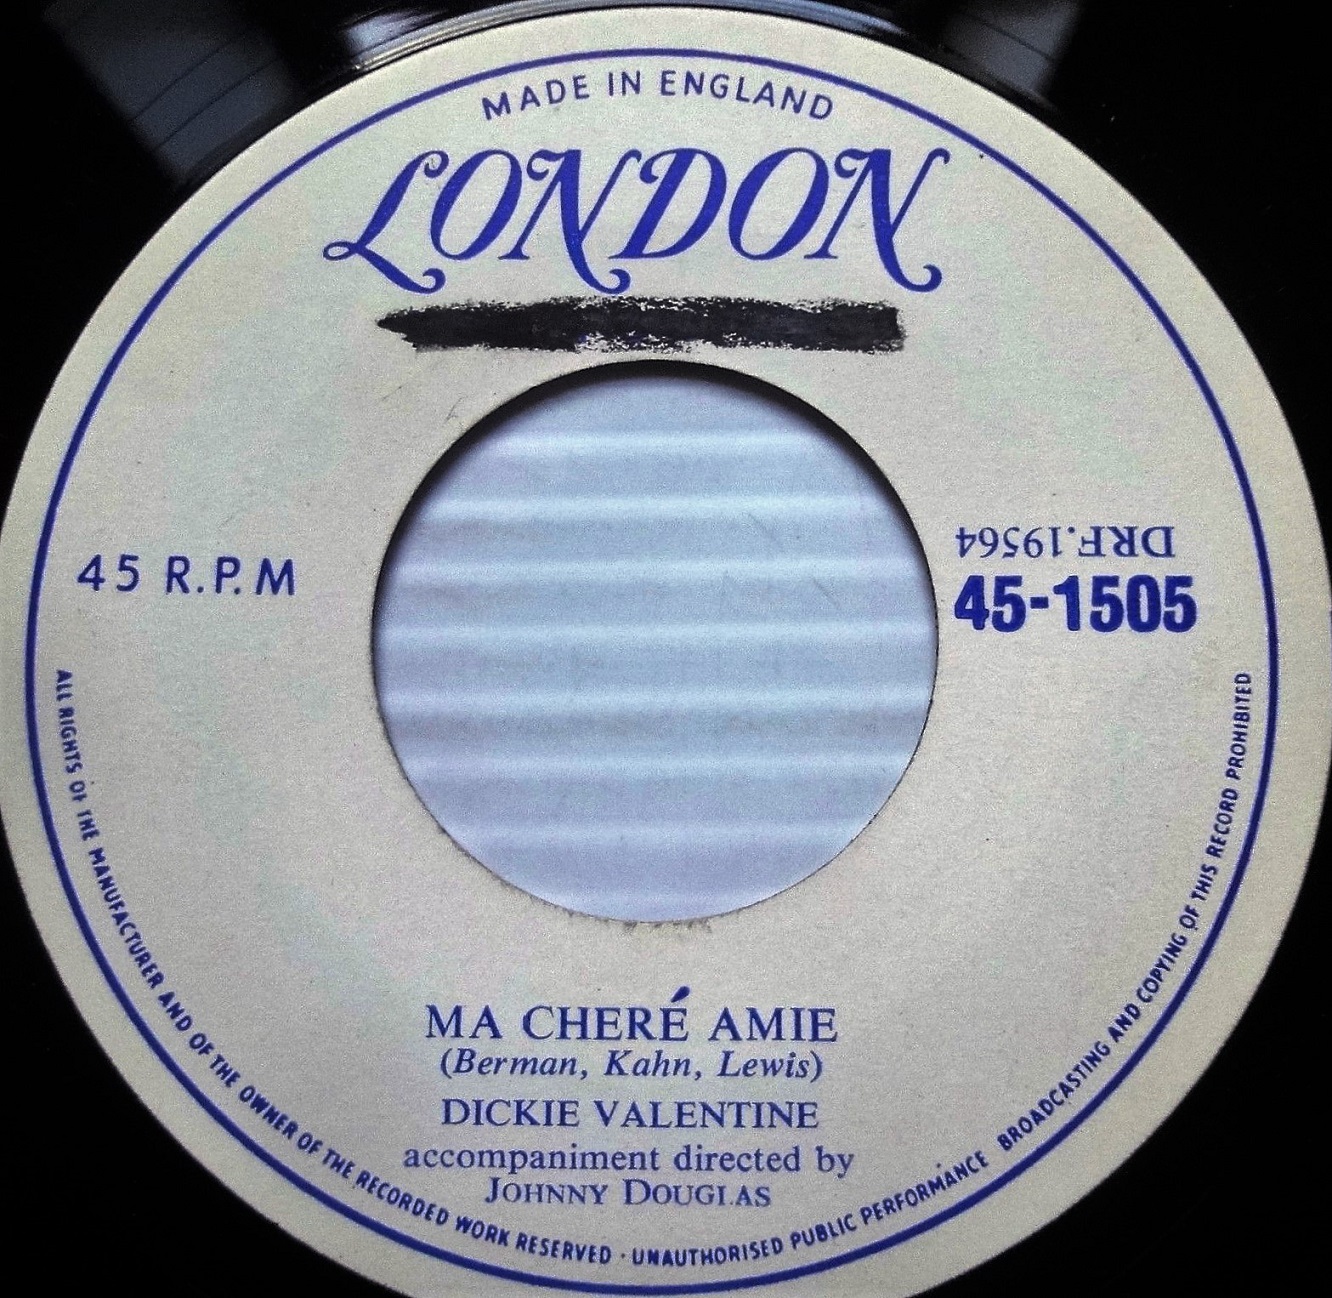 MADE IN ENGLAND
LONDON
45 R.P.M
DRF.19564
45-1505
MA CHERÉ AMIE
(Berman, Kahn, Lewis)
DICKIE VALENTINE
accompaniment directed by
JOHNNY DOUGLAS
ALL RIGHTS OF THE MANUFACTURER AND OF THE OWNER OF THE RECORDED WORK RESERVED · UNAUTHORISED PUBLIC PERFORMANCE BROADCASTING AND COPYING OF THIS RECORD PROHIBITED